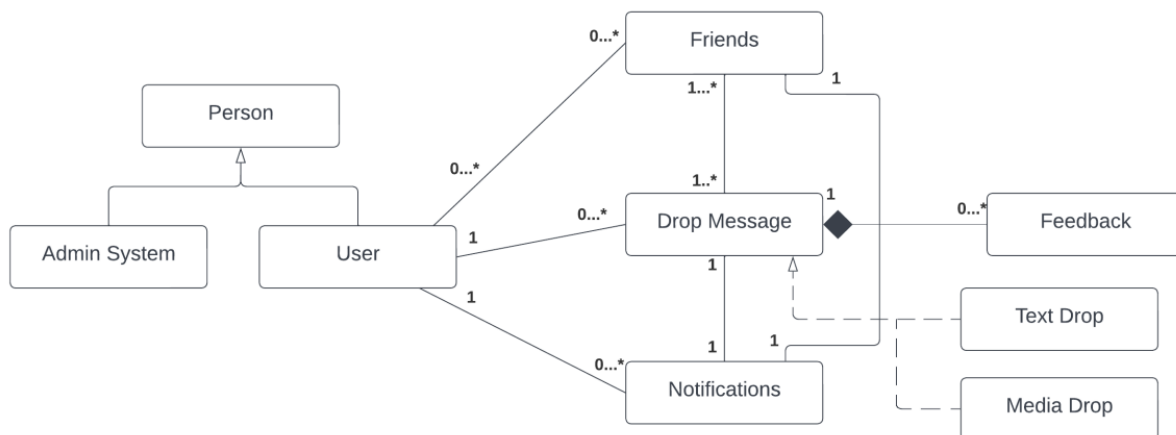 Friends
0...*
1
1...*
Person
0...*
1..*
1
Drop Message
0...*
Feedback
0...*
Admin System
User
1
1
1
Text Drop
1
1
0...*
Notifications
Media Drop